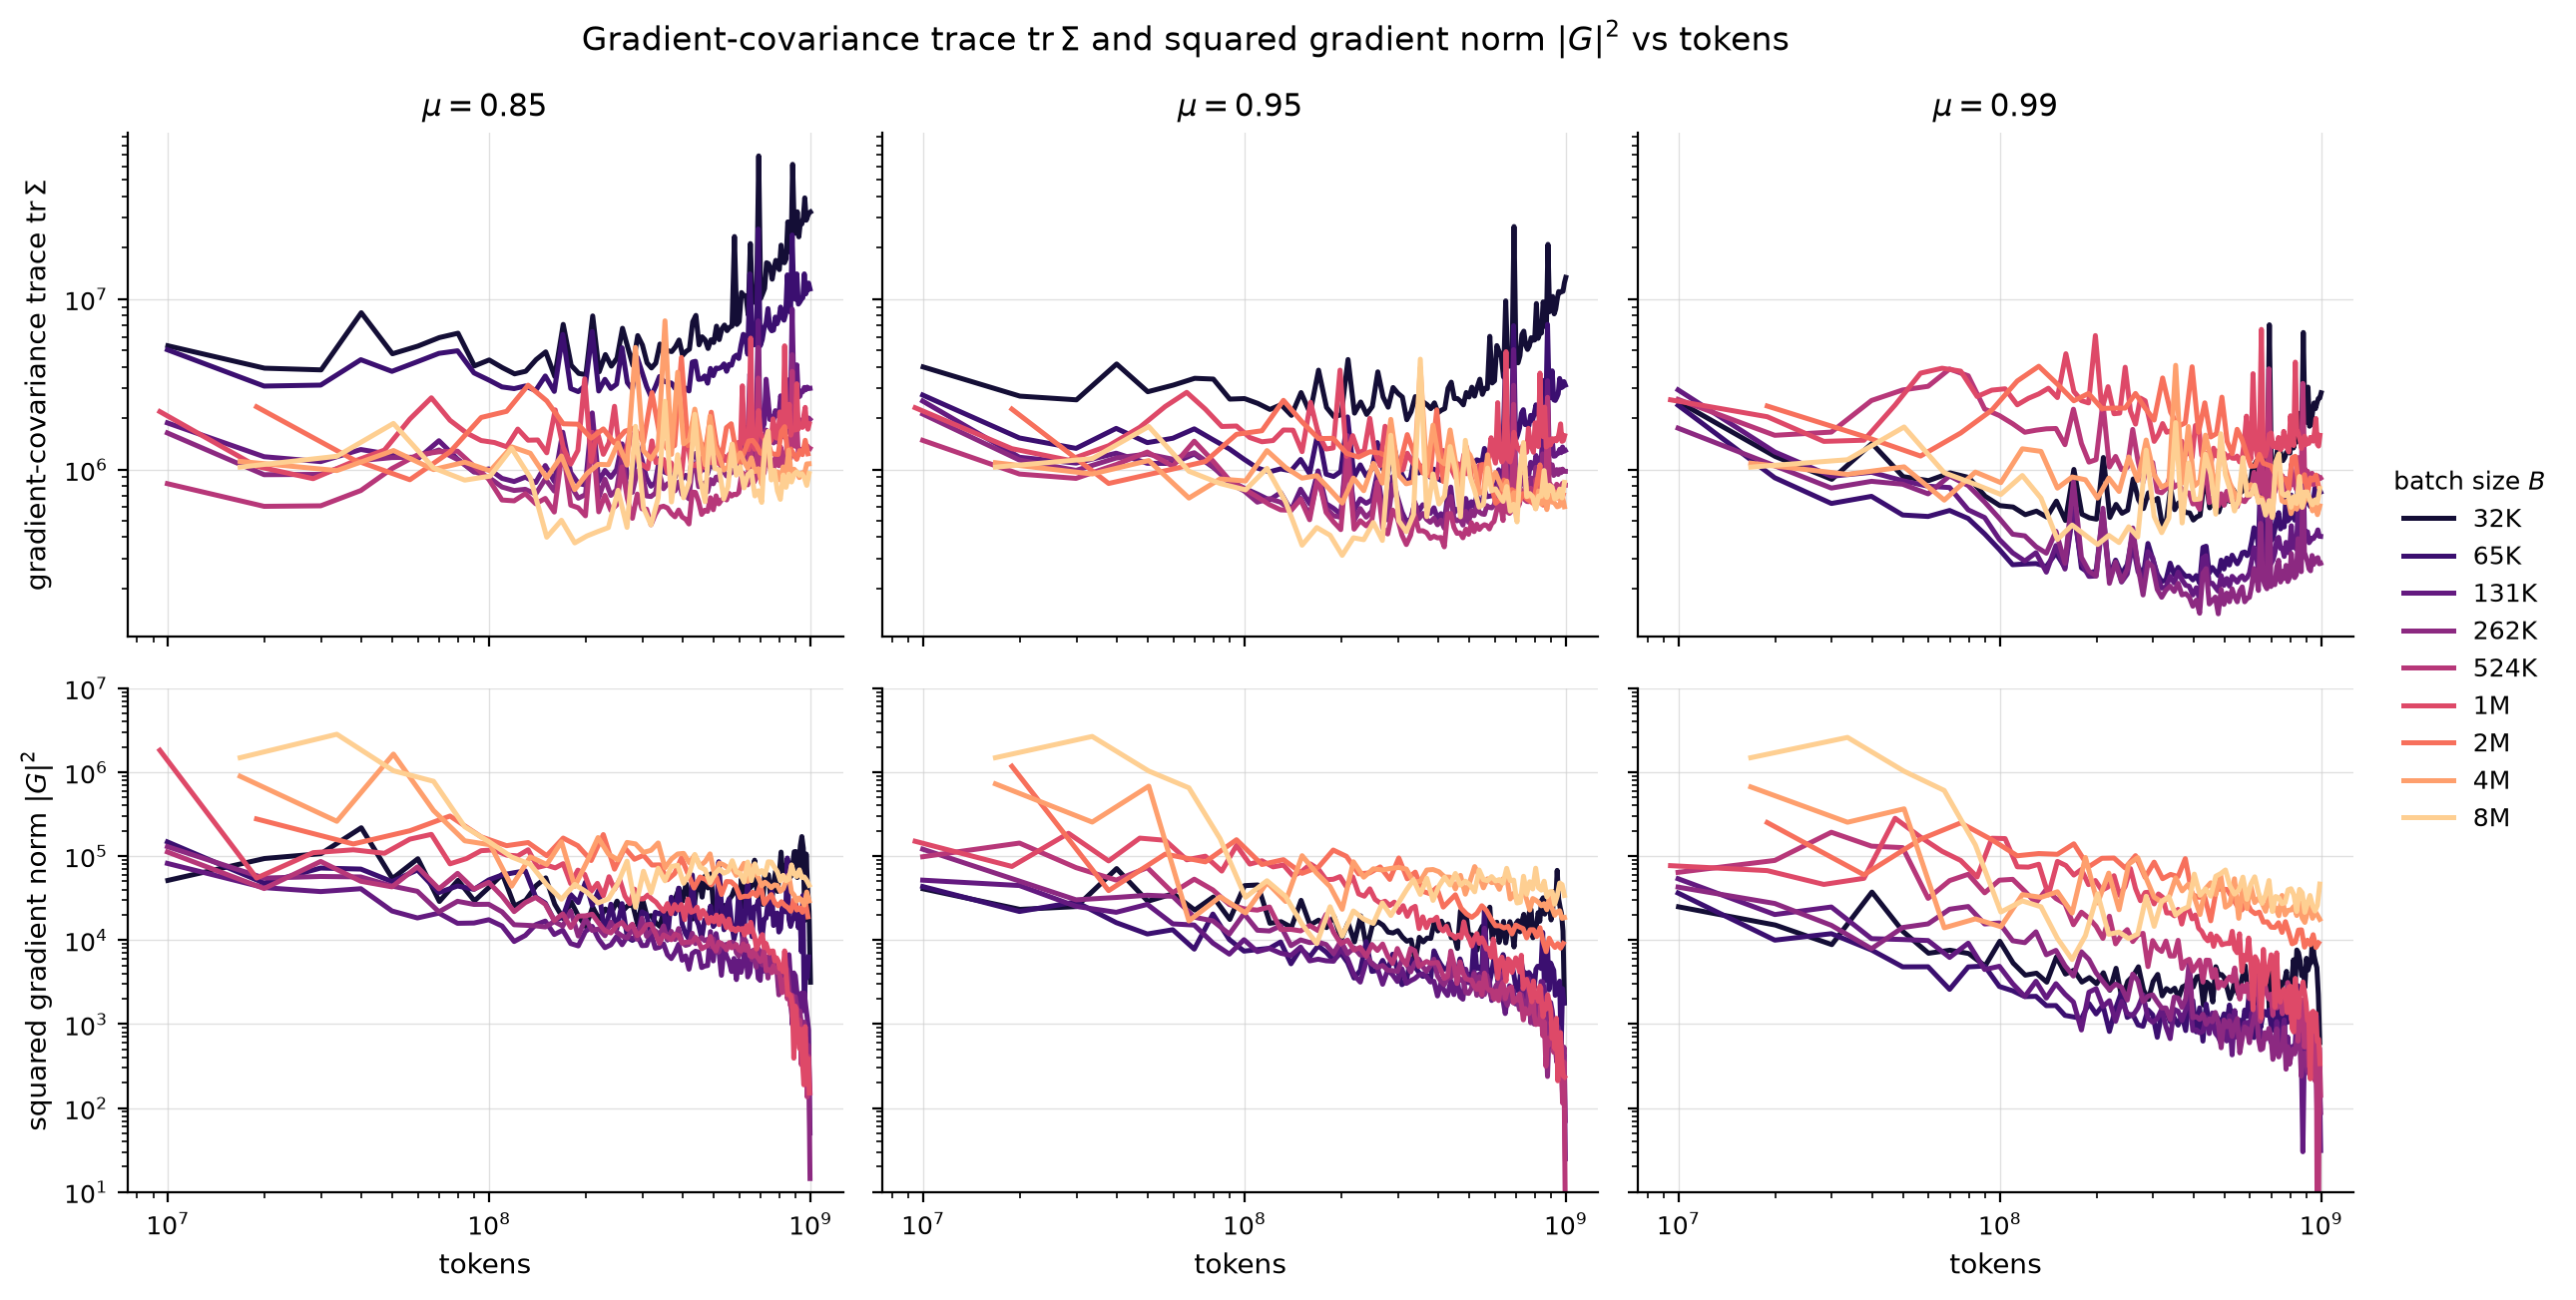 Gradient-covariance trace tr Σ and squared gradient norm |G|² vs tokens
μ = 0.85
μ = 0.95
μ = 0.99
gradient-covariance trace tr Σ
10⁷
10⁶
batch size B
32K
65K
131K
262K
524K
1M
2M
4M
8M
squared gradient norm |G|²
10⁷
10⁶
10⁵
10⁴
10³
10²
10¹
10⁷ 10⁸ 10⁹
10⁷ 10⁸ 10⁹
10⁷ 10⁸ 10⁹
tokens
tokens
tokens